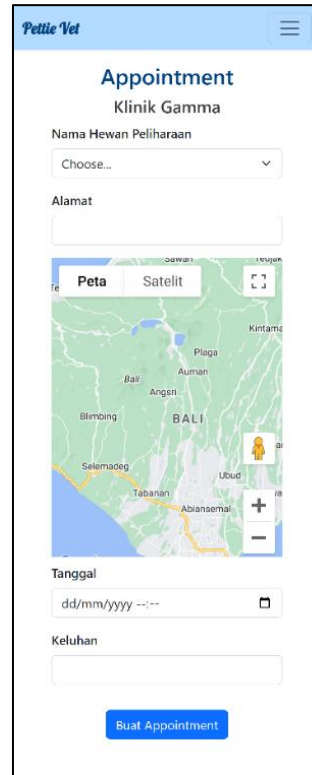 Pettie Vet
Appointment
Klinik Gamma
Nama Hewan Peliharaan
Choose...
Alamat
Peta Satelit
Kintama
Plaga
Auman
Bali
Angsri
Blimbing
BALI
Selemadeg
Ubud
Tabanan
Abiansemal
Tanggal
dd/mm/yyyy --:--
Keluhan
Buat Appointment